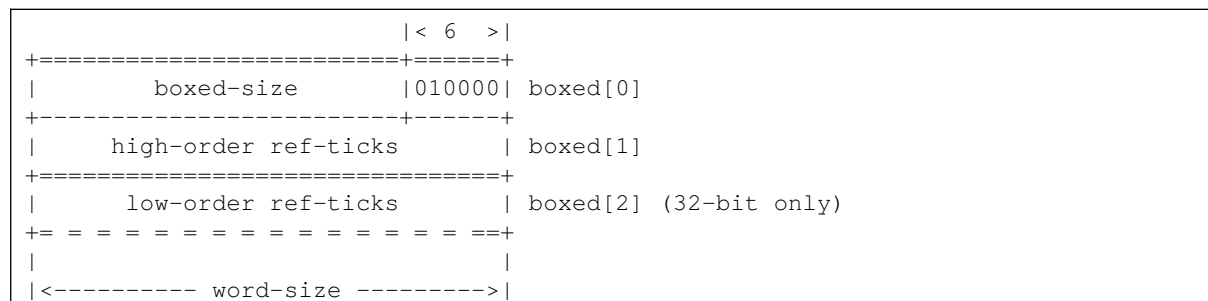 |< 6  >|
+=========================+======+
|        boxed-size       |010000| boxed[0]
+-------------------------+------+
|     high-order ref-ticks       | boxed[1]
+================================+
|      low-order ref-ticks       | boxed[2] (32-bit only)
+= = = = = = = = = = = = = = = ==+
|                                |
|<---------- word-size --------->|